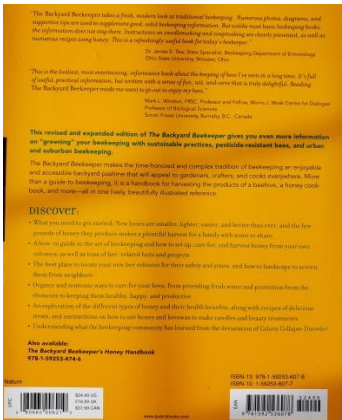 "The Backyard Beekeeper takes a fresh, modern look at traditional beekeeping. Numerous photos, diagrams, and
supportive tips are used to supplement good, solid beekeeping information. But unlike most basic beekeeping books,
the information does not stop there. Instructions on candlemaking and soapmaking are clearly presented, as well as
numerous recipes using honey. This is a refreshingly useful book for today's beekeeper."
Dr. James E. Tew, State Specialist, Beekeeping Department of Entomology
Ohio State University, Wooster, Ohio
"This is the liveliest, most entertaining, informative book about the keeping of bees I've seen in a long time. It's full
of useful, practical information, but written with a sense of fun, wit, and verve that is truly delightful. Reading
The Backyard Beekeeper made me want to go out to enjoy my bees."
Mark L. Winston, FRSC, Professor and Fellow, Morris J. Wosk Centre for Dialogue
Professor of Biological Sciences
Simon Fraser University, Burnaby, B.C., Canada
This revised and expanded edition of The Backyard Beekeeper gives you even more information
on "greening" your beekeeping with sustainable practices, pesticide-resistant bees, and urban
and suburban beekeeping.
The Backyard Beekeeper makes the time-honored and complex tradition of beekeeping an enjoyable
and accessible backyard pastime that will appeal to gardeners, crafters, and cooks everywhere. More
than a guide to beekeeping, it is a handbook for harvesting the products of a beehive, a honey cook-
book, and more—all in one lively, beautifully illustrated reference.
DISCOVER:
• What you need to get started. New boxes are smaller, lighter, easier, and better than ever, and the few
pounds of honey they produce makes a plentiful harvest for a family with some to share.
• A how-to guide to the art of beekeeping and how to set up, care for, and harvest honey from your own
colonies; as well as tons of bee-related facts and projects
• The best place to locate your new bee colonies for their safety and yours, and how to landscape to screen
them from neighbors
• Organic and nontoxic ways to care for your bees, from providing fresh water and protection from the
elements to keeping them healthy, happy, and productive
• An exploration of the different types of honey and their health benefits, along with recipes of delicious
treats, and instructions on how to use honey and beeswax to make candles and beauty treatments
• Understanding what the beekeeping community has learned from the devastation of Colony Collapse Disorder
Also available:
The Backyard Beekeeper's Honey Handbook
978-1-59253-474-6
Nature
$24.99 US
£16.99 UK
$31.99 CAN
UPC
EAN
ISBN-13: 978-1-59253-607-8
ISBN-10: 1-59253-607-7
9 781592 536078
www.quarrybooks.com